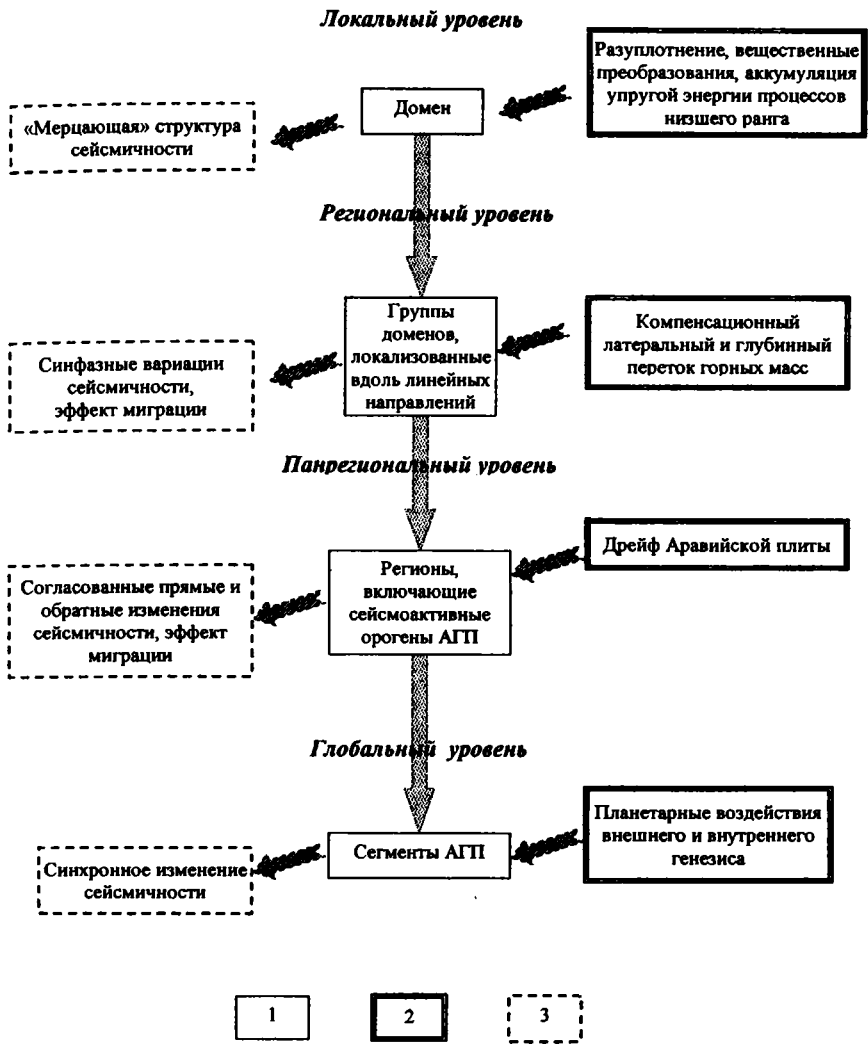 Локальный уровень
Разуплотнение, вещественные
преобразования, аккумуляция
упругой энергии процессов
низшего ранга
Домен
«Мерцающая» структура
сейсмичности
Региональный уровень
Группы
доменов,
локализованные
вдоль линейных
направлений
Компенсационный
латеральный и глубинный
переток горных масс
Синфазные вариации
сейсмичности,
эффект миграции
Панрегиональный уровень
Дрейф Аравийской плиты
Регионы,
включающие
сейсмоактивные
орогены АГП
Согласованные прямые и
обратные изменения
сейсмичности, эффект
миграции
Глобальный уровень
Планетарные воздействия
внешнего и внутреннего
генезиса
Сегменты АГП
Синхронное изменение
сейсмичности
1
2
3